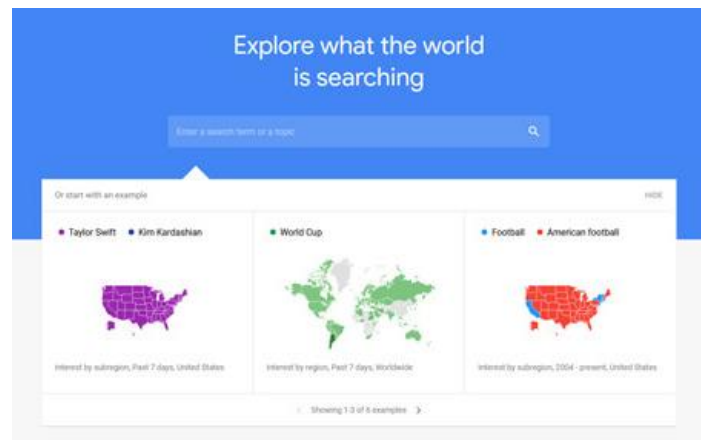 Explore what the world
is searching
Enter a search term or a topic
Or start with an example
HIDE
Taylor Swift Kim Kardashian
World Cup
Football American football
Interest by subregion, Past 7 days, United States
Interest by region, Past 7 days, Worldwide
Interest by subregion, 2004 - present, United States
Showing 1-3 of 6 examples